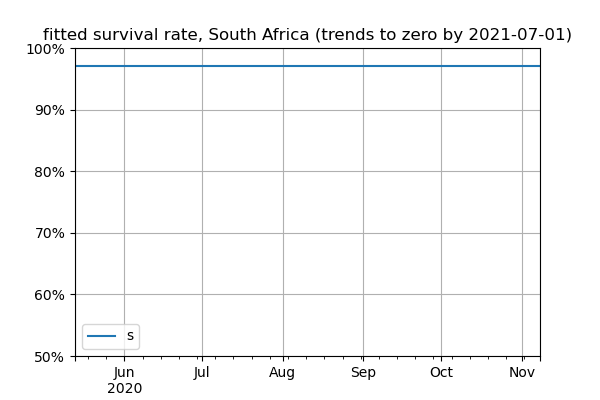 fitted survival rate, South Africa (trends to zero by 2021-07-01)
100%
90%
80%
70%
60%
50%
s
Jun Jul Aug Sep Oct Nov
2020